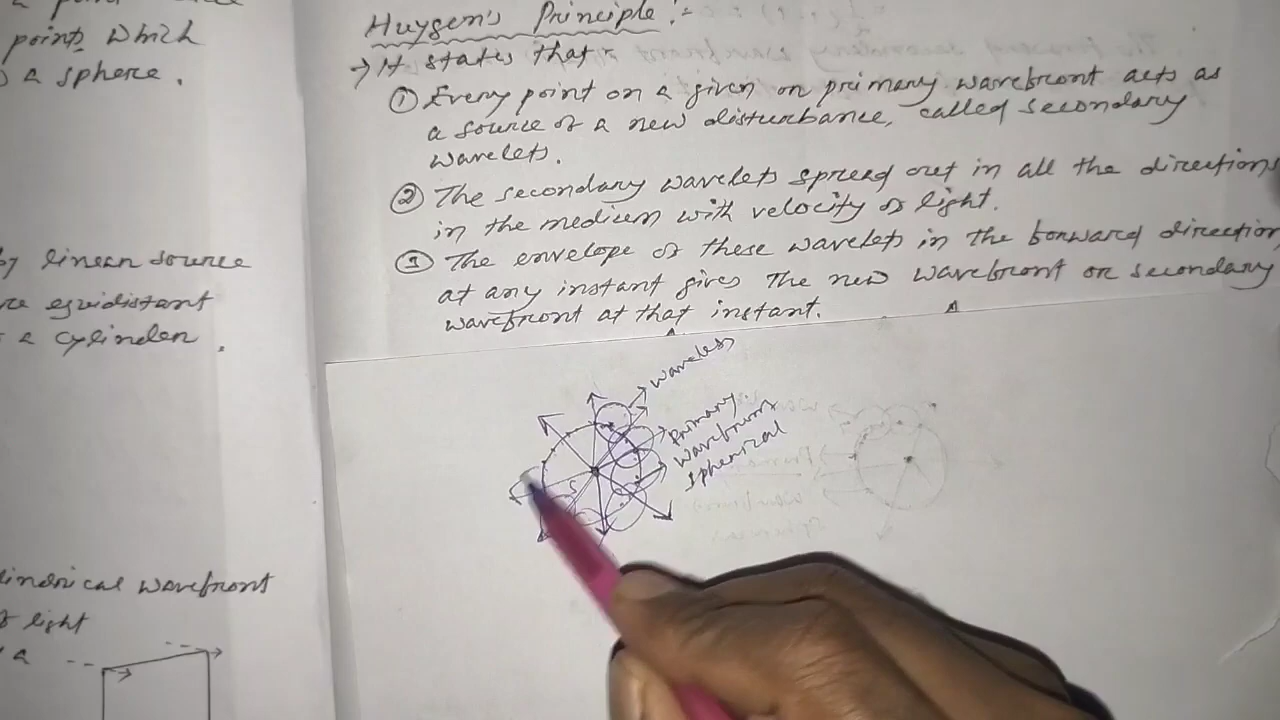 point which
a sphere.
linear source
equidistant
a cylinder.
wavefront
light
a
Huygen's Principle :-
→ It states that
① Every point on a given or primary wavefront acts as
a source of a new disturbance, called secondary
wavelets.
② The secondary wavelets spread out in all the directions
in the medium with velocity of light.
③ The envelope of these wavelets in the forward direction
at any instant gives The new wavefront or secondary
wavefront at that instant.
wavelets
Primary
wavefront
spherical
S